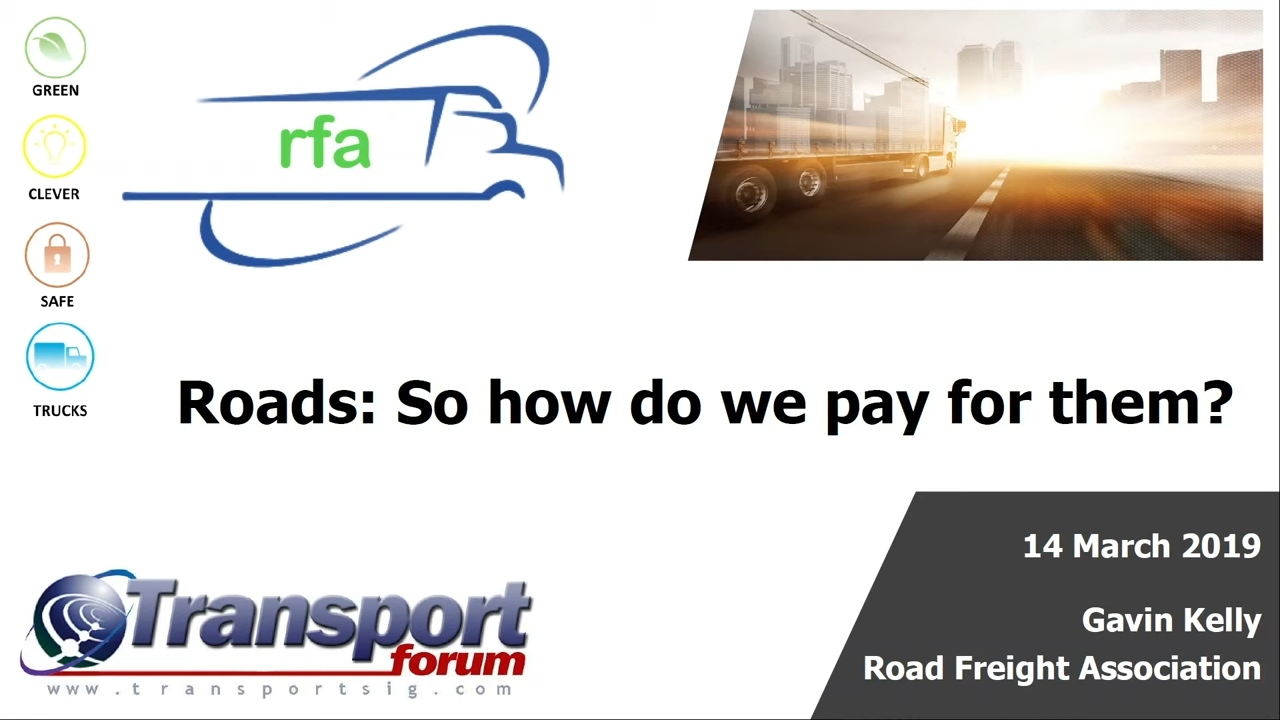 GREEN
CLEVER
SAFE
TRUCKS
rfa
Roads: So how do we pay for them?
14 March 2019
Gavin Kelly
Road Freight Association
Transport
forum
www.transportsig.com